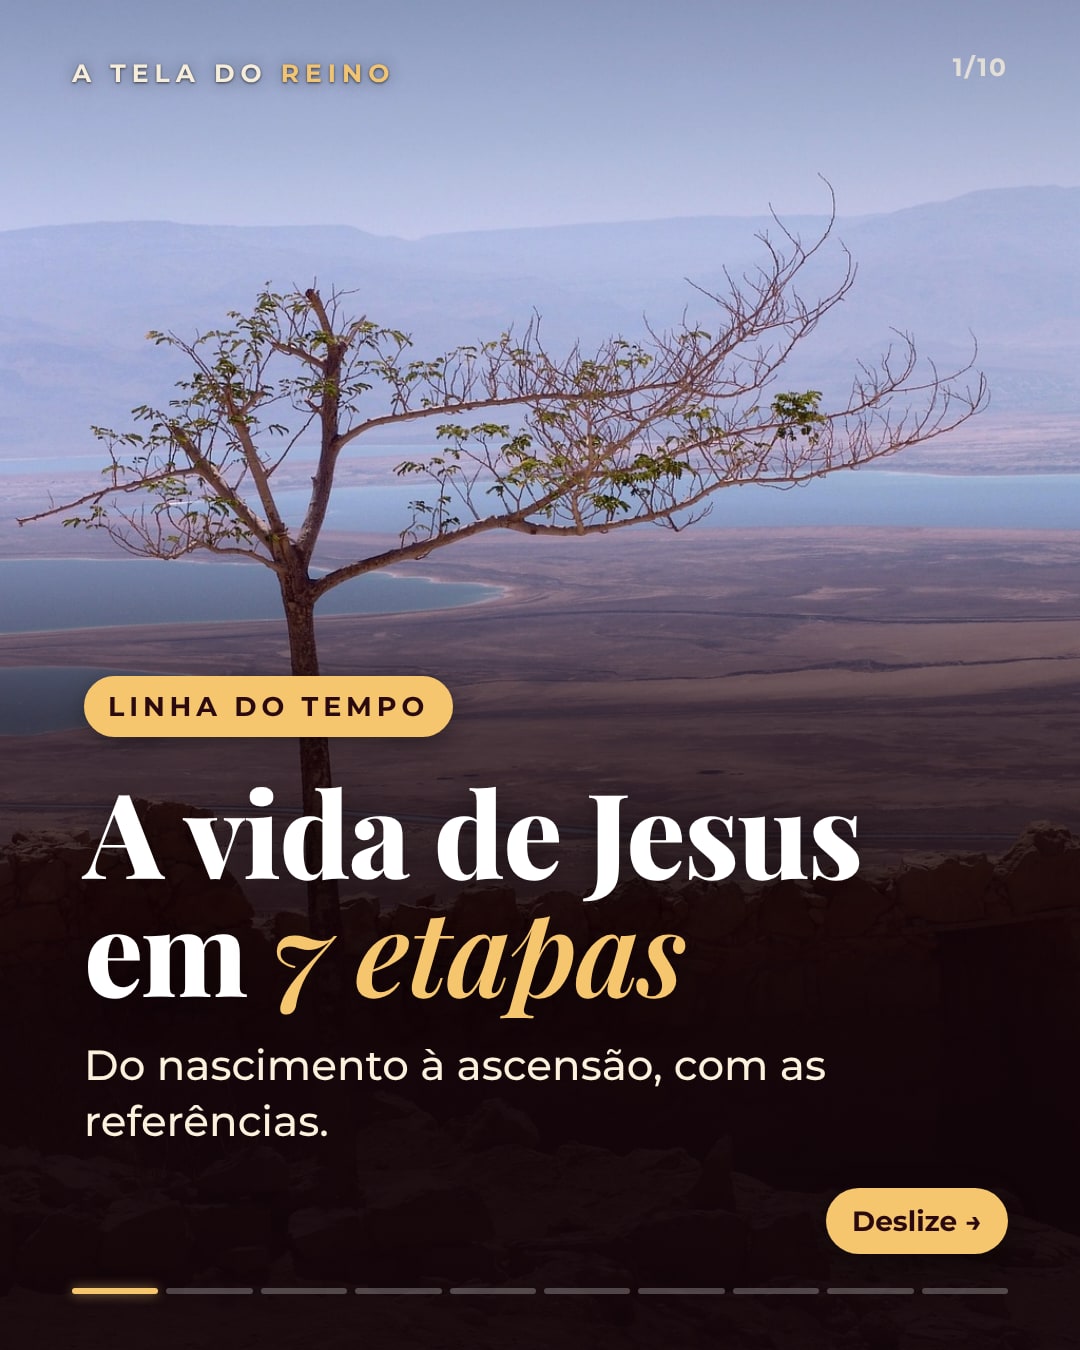 A TELA DO REINO
1/10
LINHA DO TEMPO
A vida de Jesus
em 7 etapas
Do nascimento à ascensão, com as
referências.
Deslize →